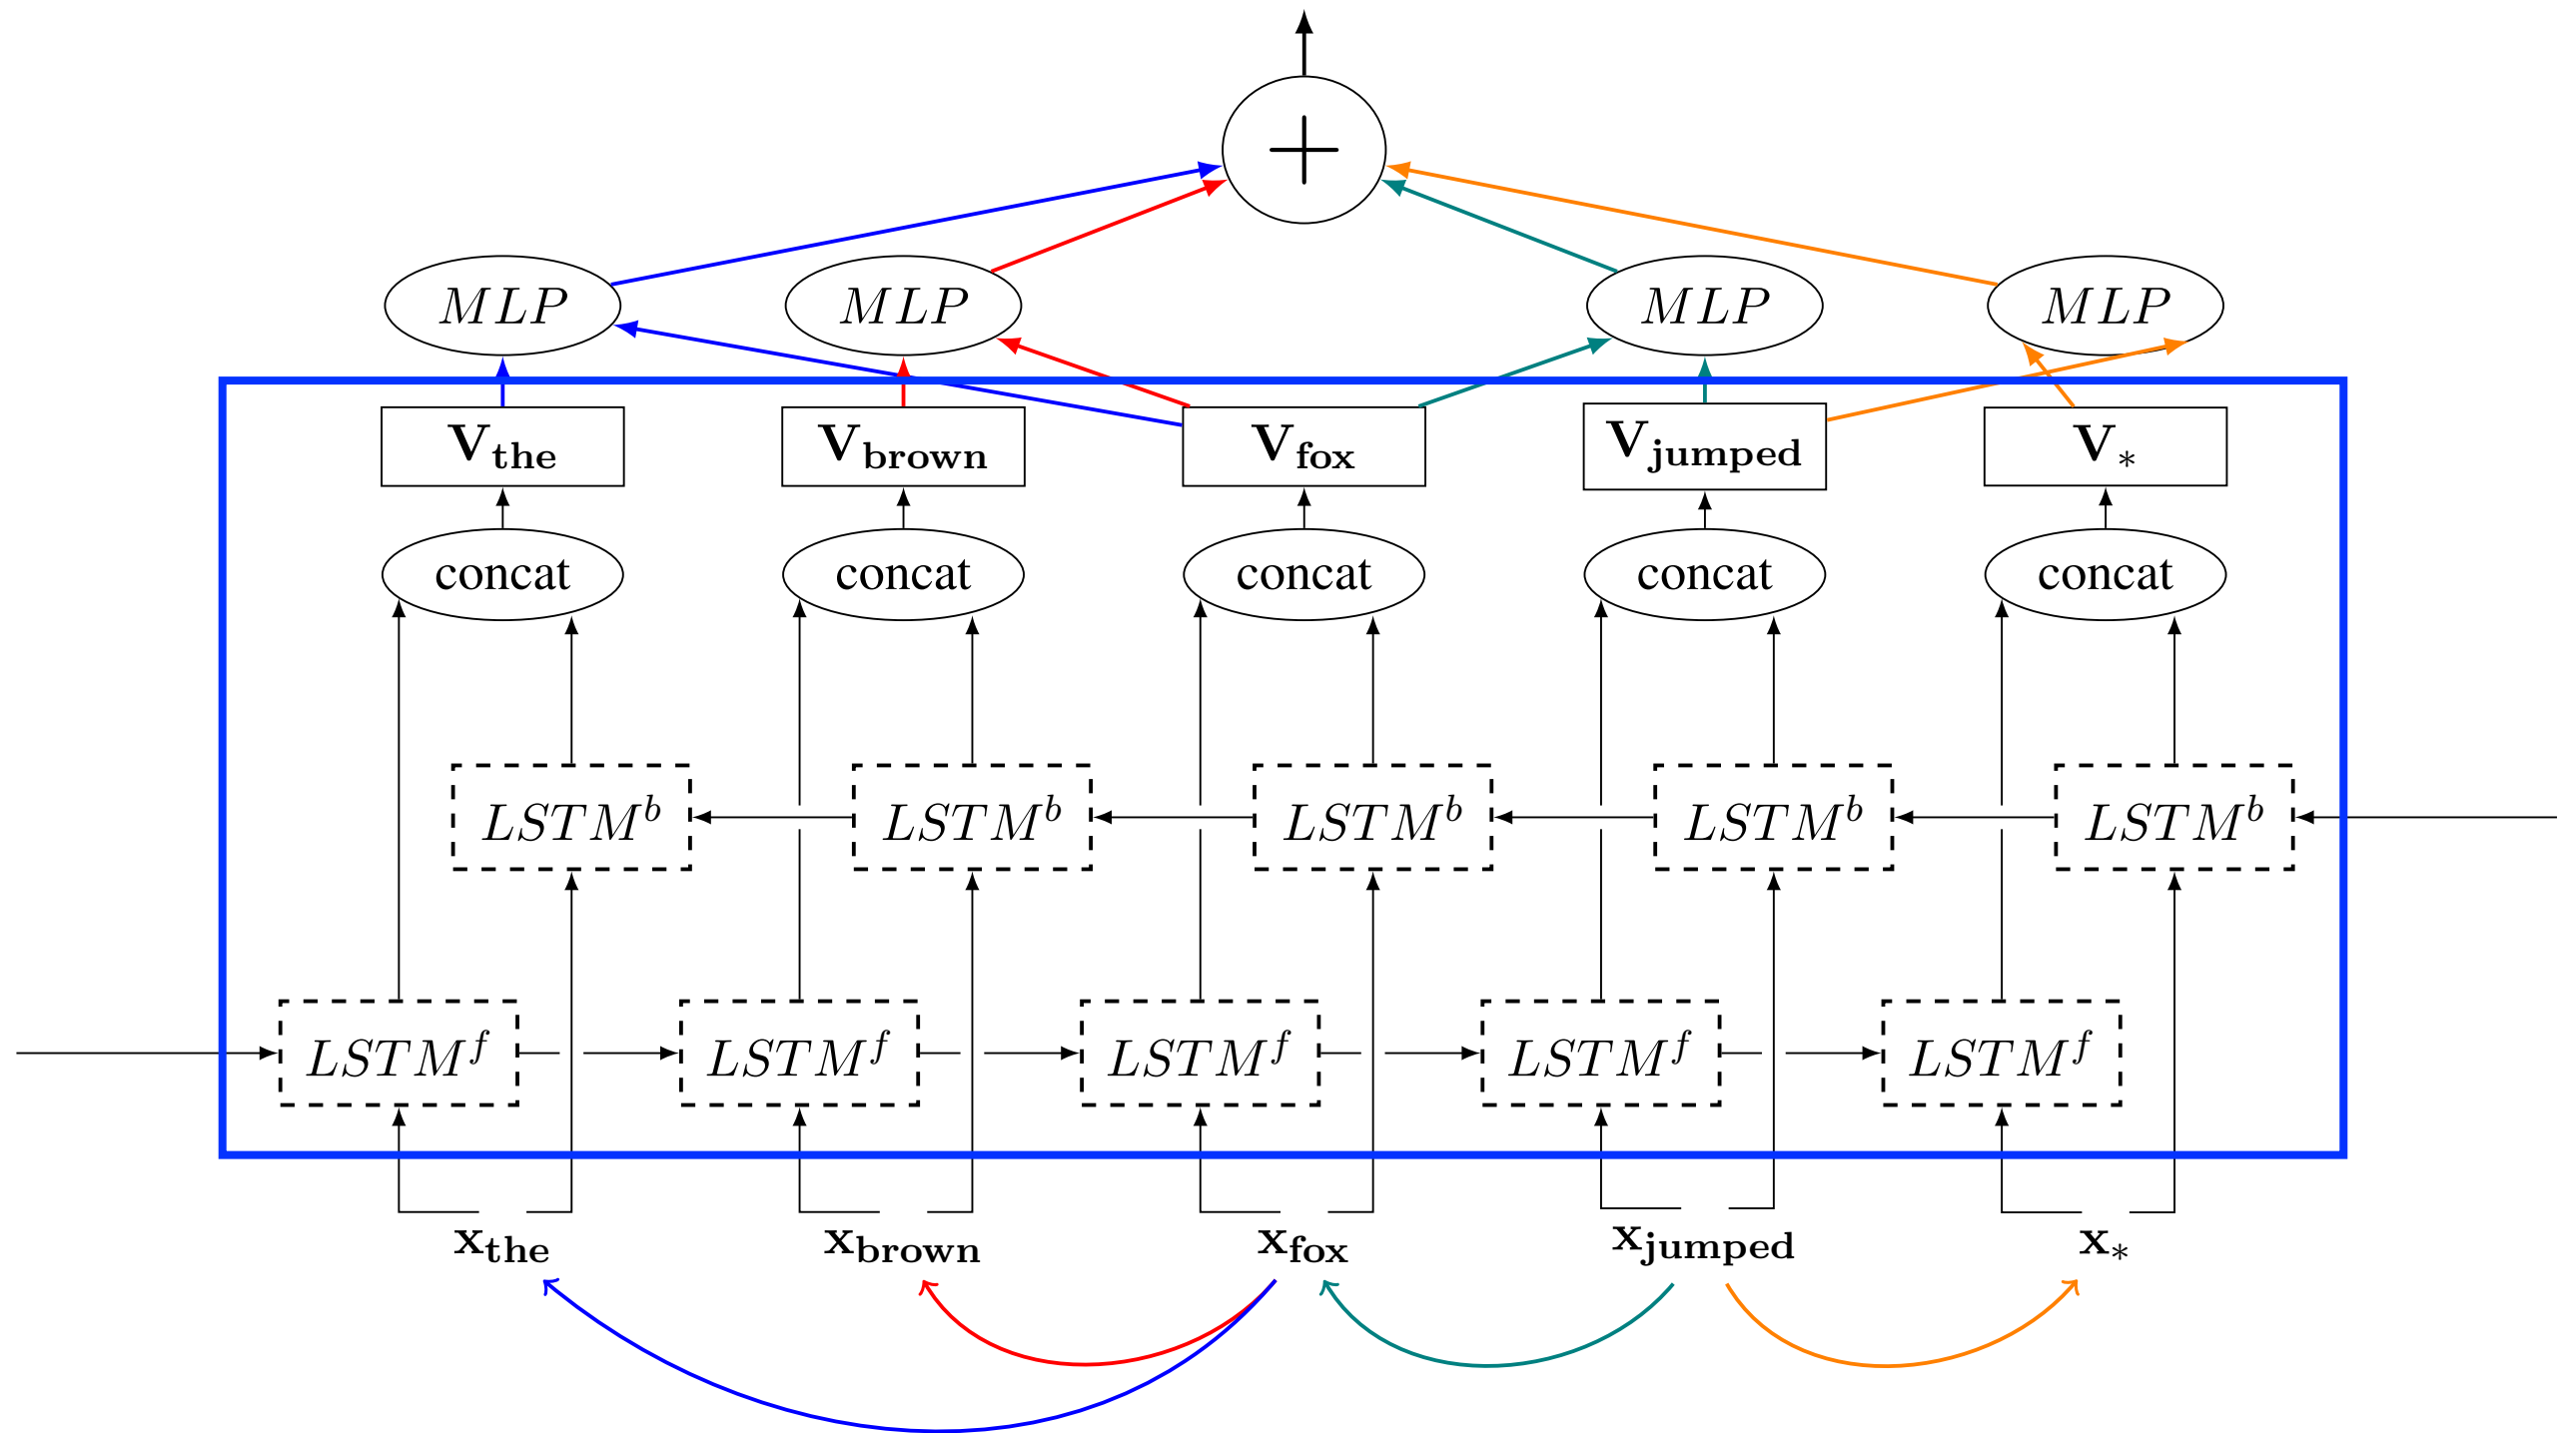 +
MLP MLP MLP MLP
V_the V_brown V_fox V_jumped V_*
concat concat concat concat concat
LSTM^b LSTM^b LSTM^b LSTM^b LSTM^b
LSTM^f LSTM^f LSTM^f LSTM^f LSTM^f
x_the x_brown x_fox x_jumped x_*